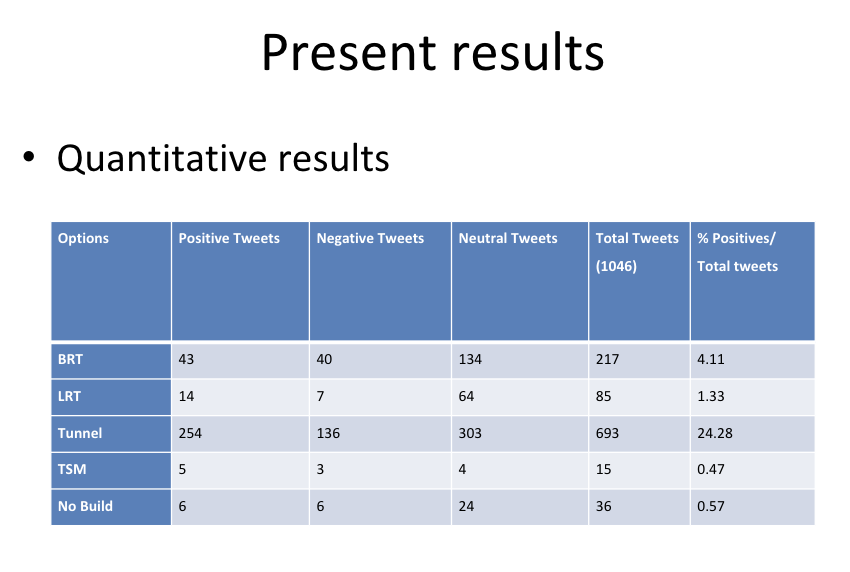 Present results
• Quantitative results
Options Positive Tweets Negative Tweets Neutral Tweets Total Tweets (1046) % Positives/ Total tweets
BRT 43 40 134 217 4.11
LRT 14 7 64 85 1.33
Tunnel 254 136 303 693 24.28
TSM 5 3 4 15 0.47
No Build 6 6 24 36 0.57